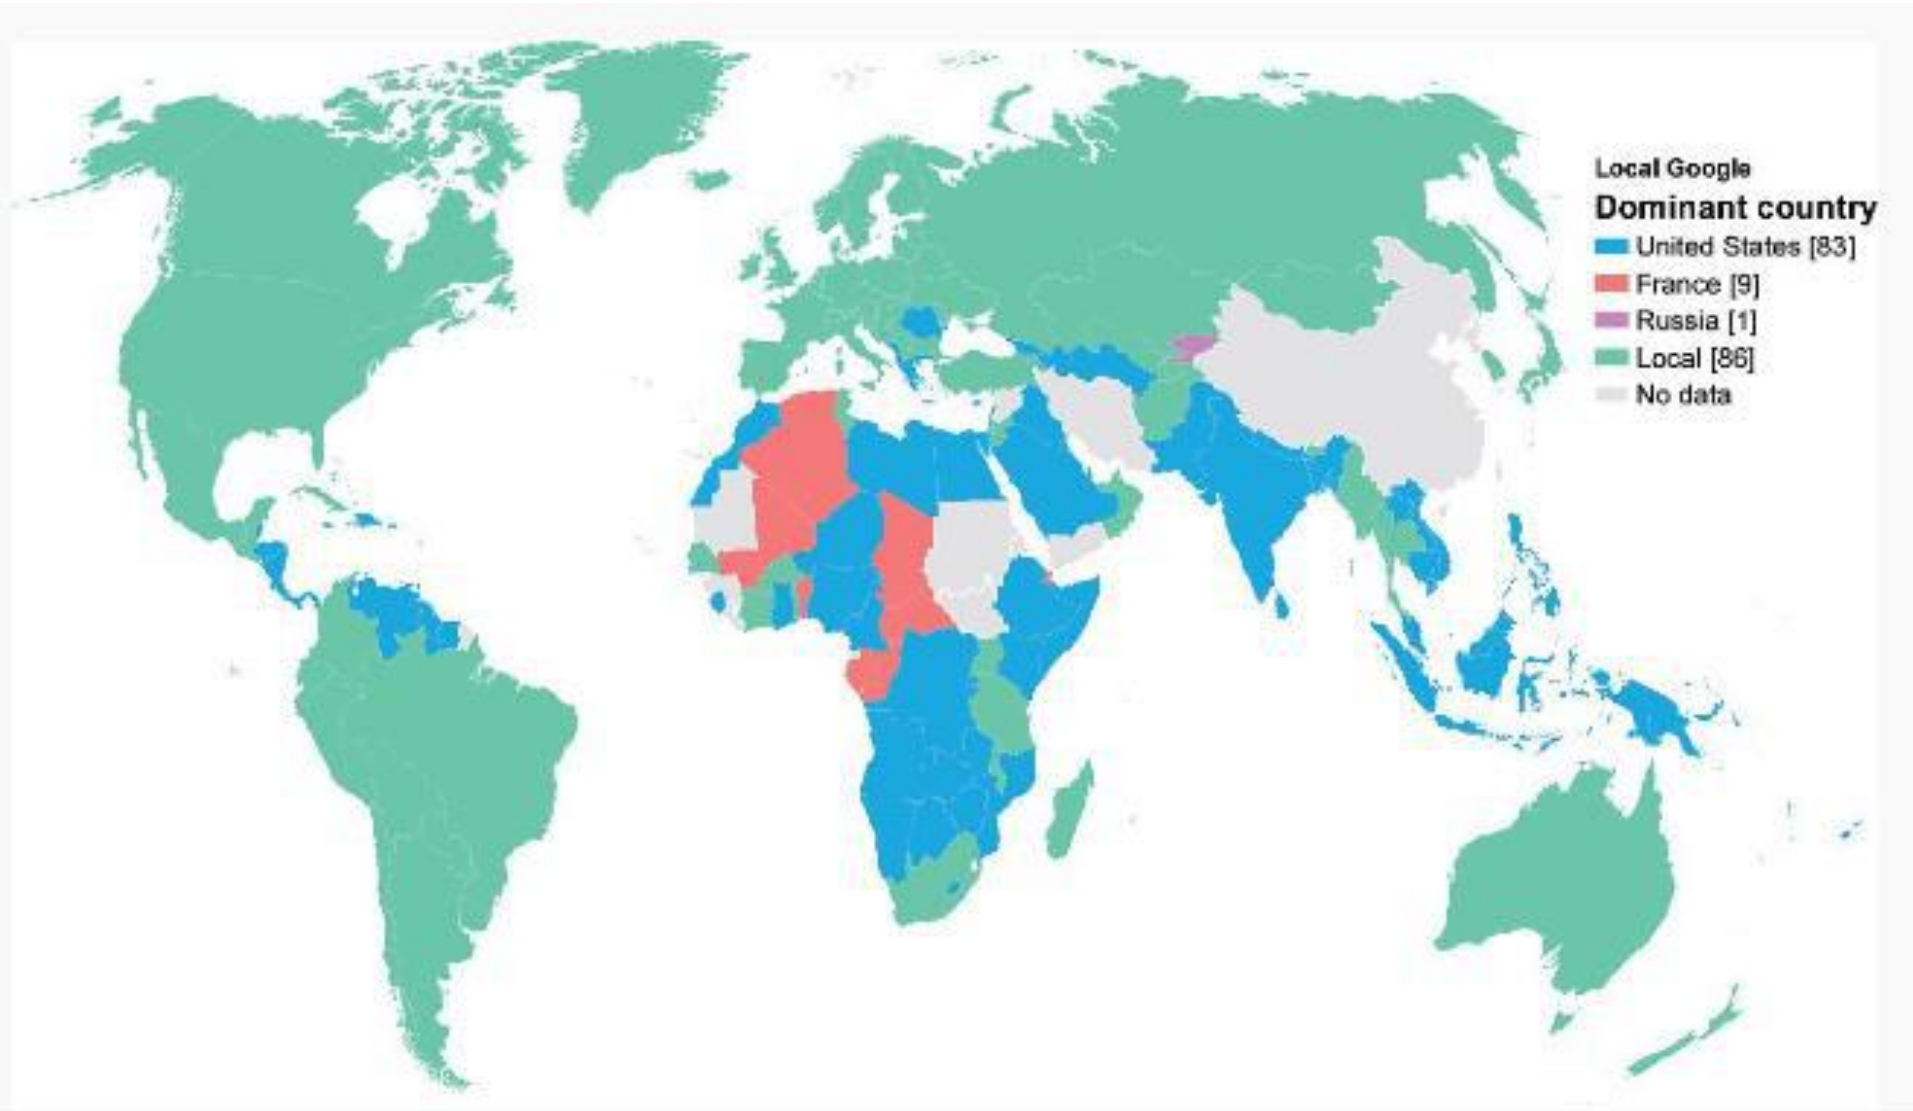 Local Google
Dominant country
United States [83]
France [9]
Russia [1]
Local [86]
No data